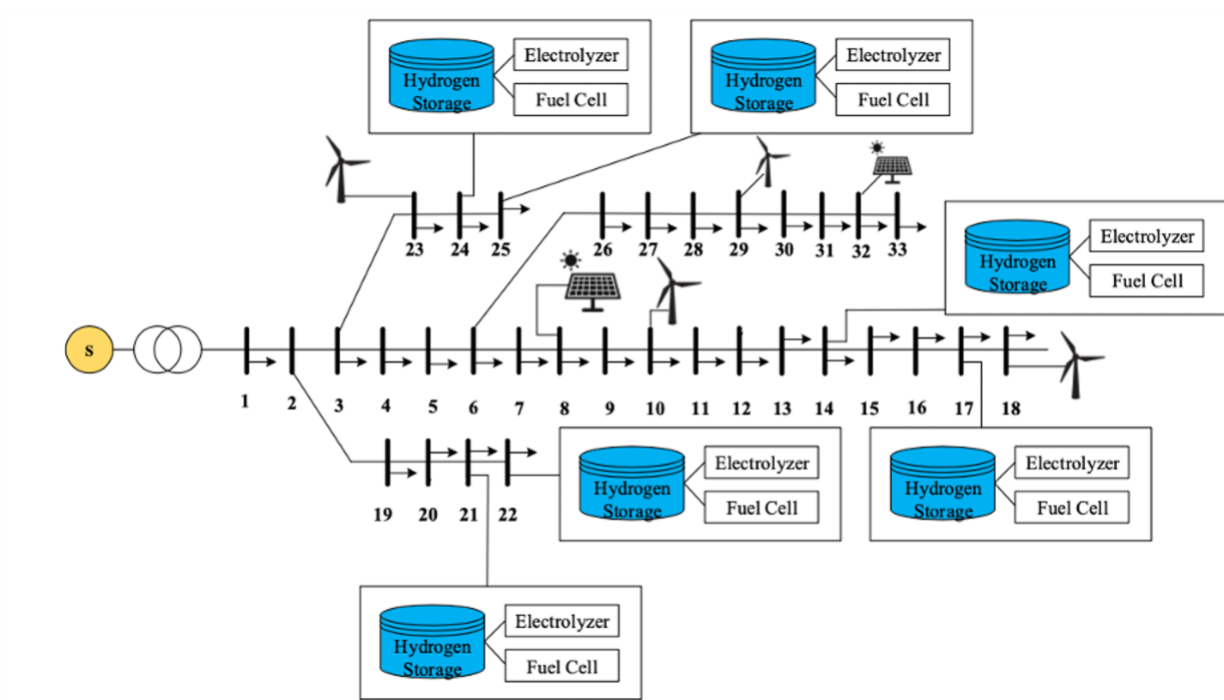 Electrolyzer
Hydrogen
Storage
Fuel Cell
Electrolyzer
Hydrogen
Storage
Fuel Cell
23 24 25
26 27 28 29 30 31 32 33
Electrolyzer
Hydrogen
Storage
Fuel Cell
S
1 2 3 4 5 6 7 8 9 10 11 12 13 14 15 16 17 18
Electrolyzer
Hydrogen
Storage
Fuel Cell
Electrolyzer
Hydrogen
Storage
Fuel Cell
19 20 21 22
Electrolyzer
Hydrogen
Storage
Fuel Cell